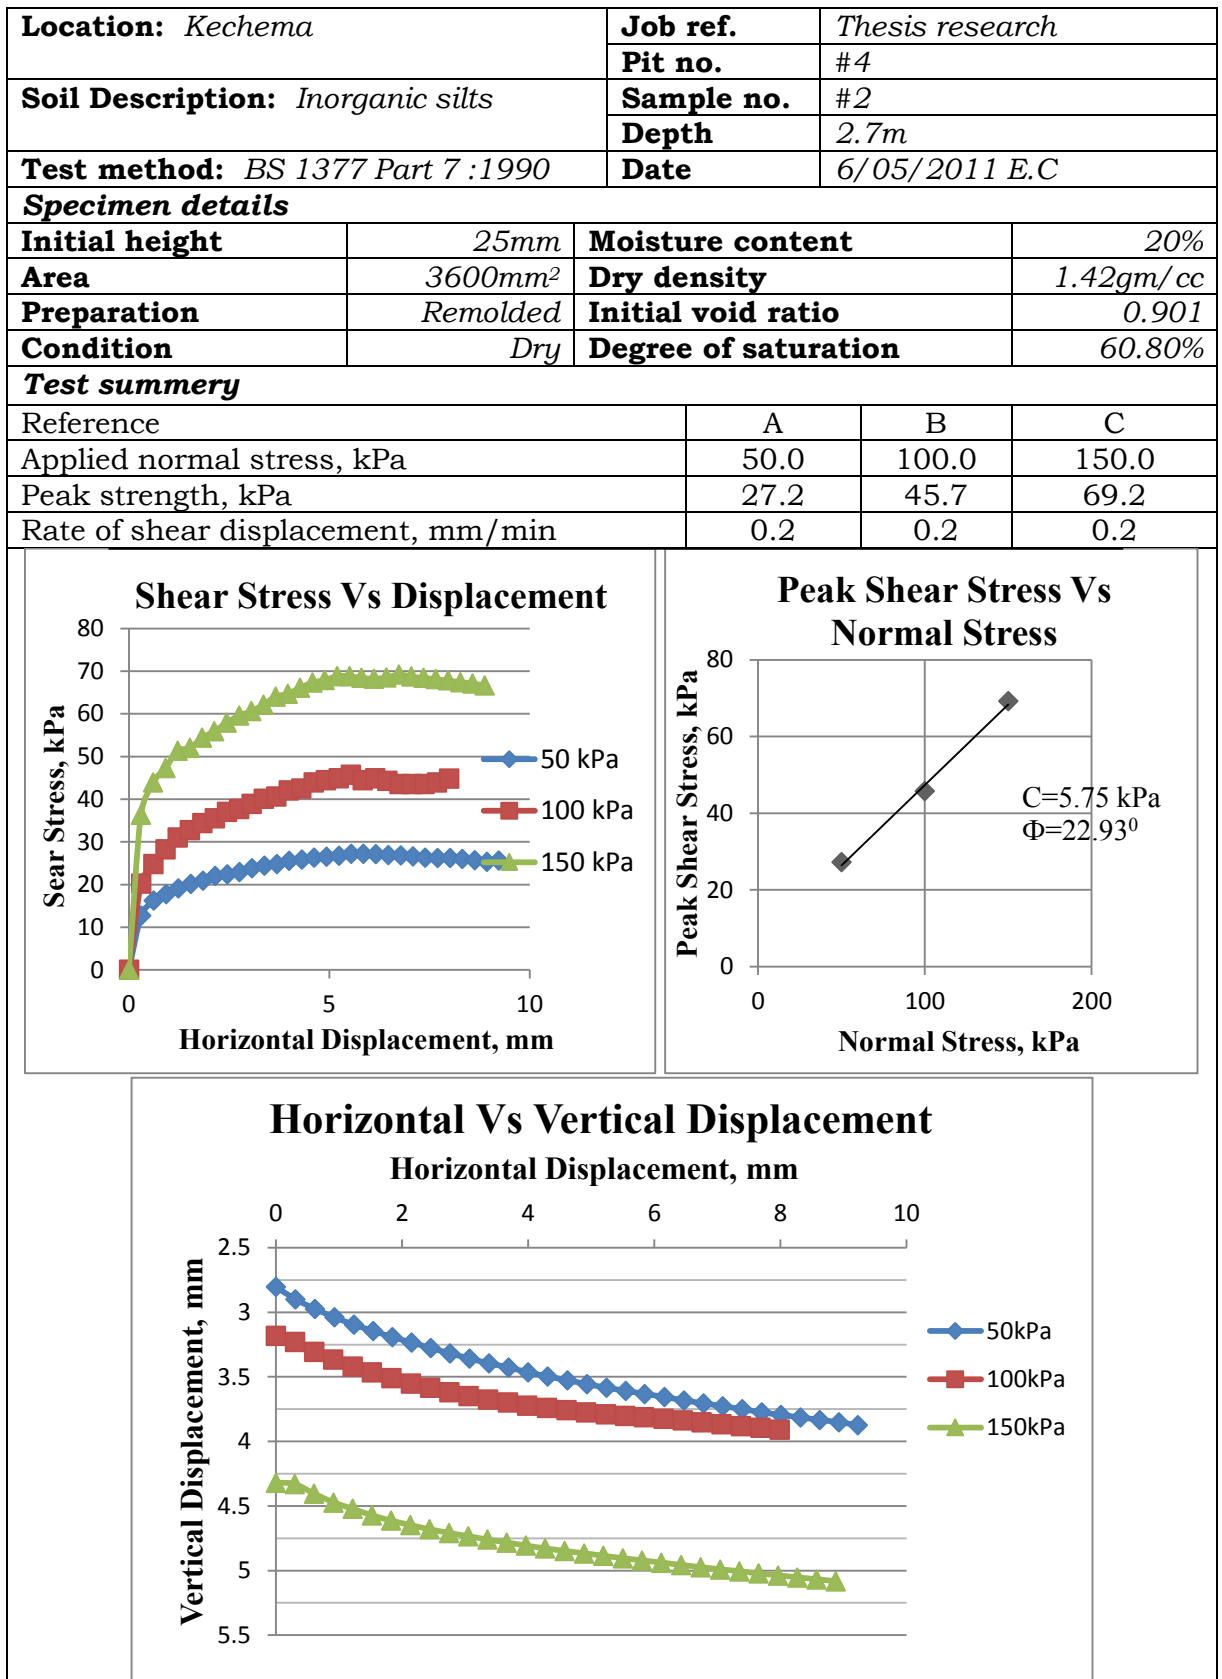 Location: Kechema Job ref. Thesis research
Pit no. #4
Soil Description: Inorganic silts Sample no. #2
Depth 2.7m
Test method: BS 1377 Part 7 :1990 Date 6/05/2011 E.C
Specimen details
Initial height 25mm Moisture content 20%
Area 3600mm² Dry density 1.42gm/cc
Preparation Remolded Initial void ratio 0.901
Condition Dry Degree of saturation 60.80%
Test summery
Reference A B C
Applied normal stress, kPa 50.0 100.0 150.0
Peak strength, kPa 27.2 45.7 69.2
Rate of shear displacement, mm/min 0.2 0.2 0.2
Shear Stress Vs Displacement
80
70
60
50
40
30
20
10
0
0 5 10
Sear Stress, kPa
Horizontal Displacement, mm
50 kPa
100 kPa
150 kPa
Peak Shear Stress Vs
Normal Stress
80
60
40
20
0
0 100 200
Peak Shear Stress, kPa
Normal Stress, kPa
C=5.75 kPa
Φ=22.93⁰
Horizontal Vs Vertical Displacement
Horizontal Displacement, mm
0 2 4 6 8 10
2.5
3
3.5
4
4.5
5
5.5
Vertical Displacement, mm
50kPa
100kPa
150kPa